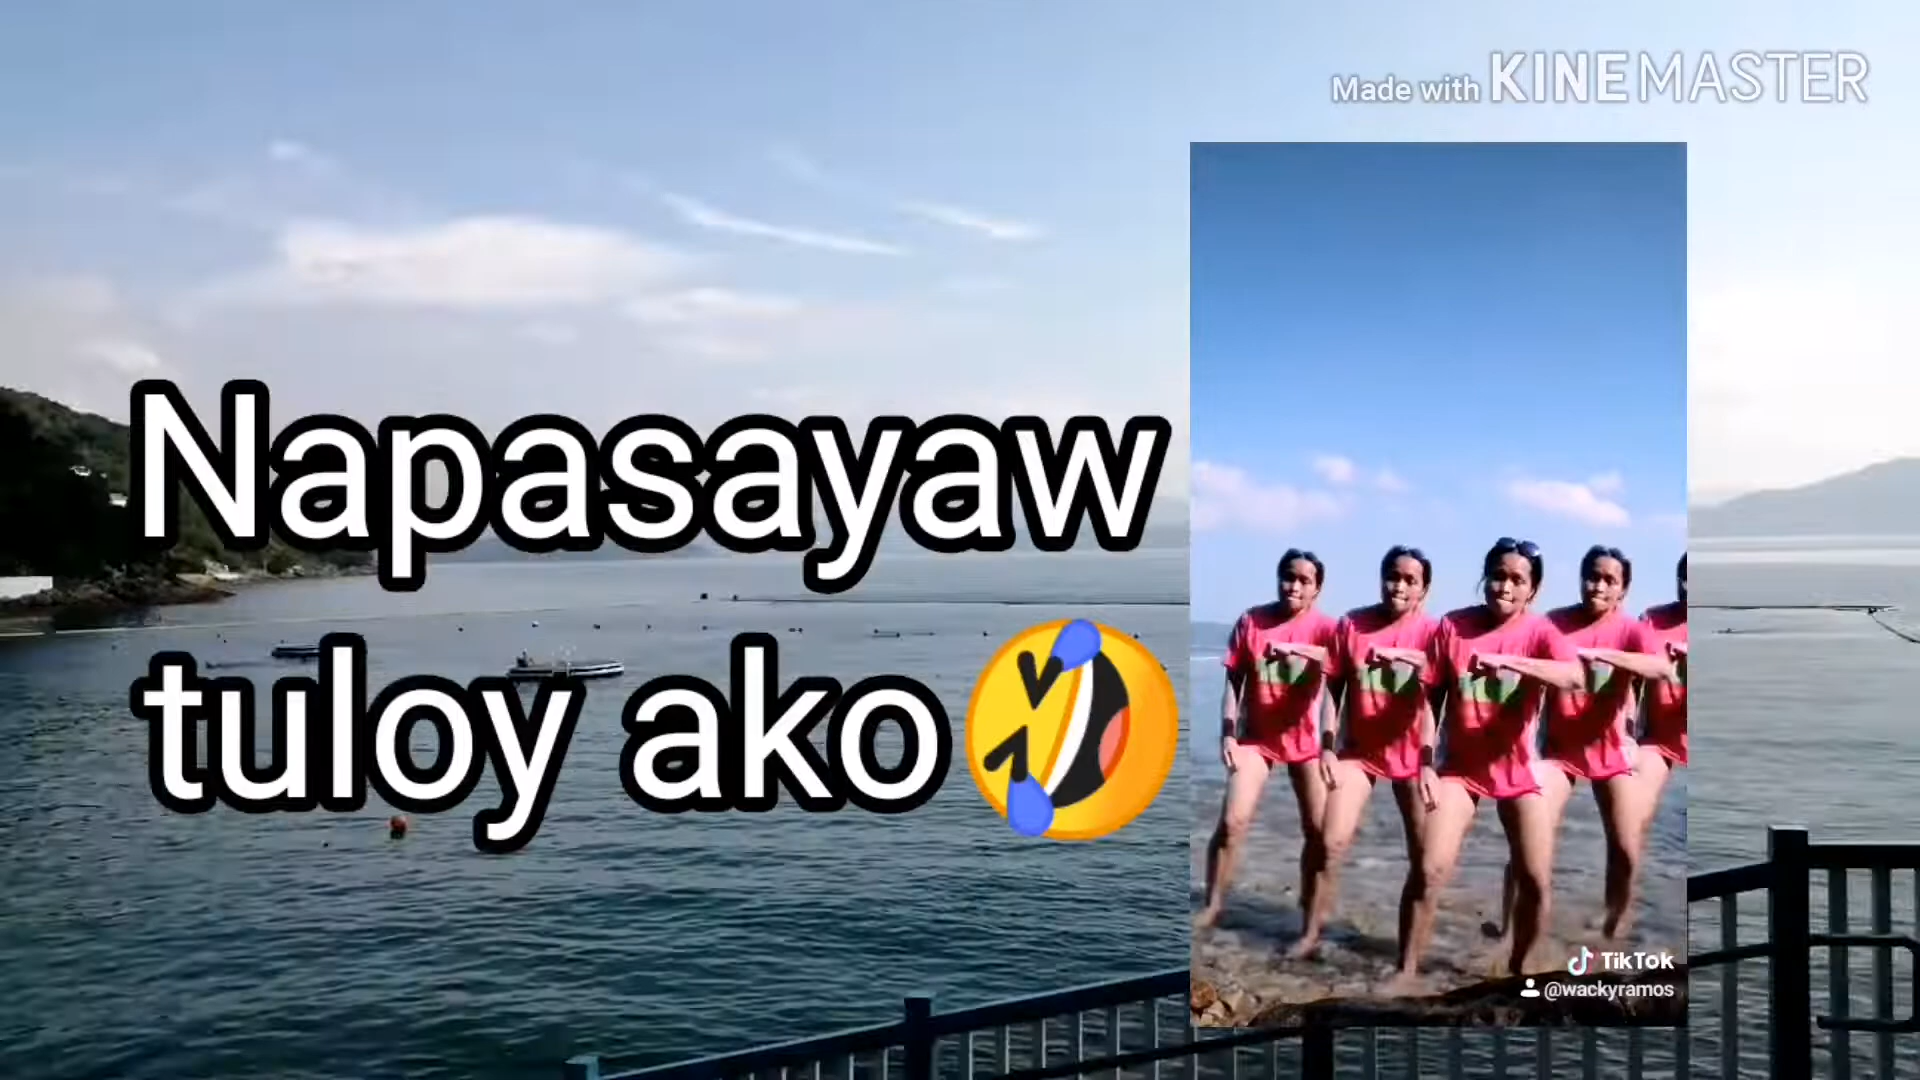 Made with KINEMASTER
Napasayaw
tuloy ako🤣
TikTok
@wackyramos